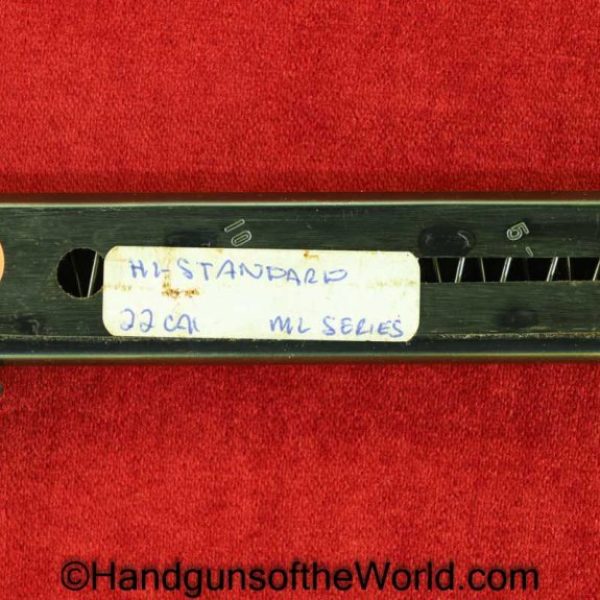 10
5-
HI-STANDARD
22 CAL ML SERIES
©HandgunsoftheWorld.com